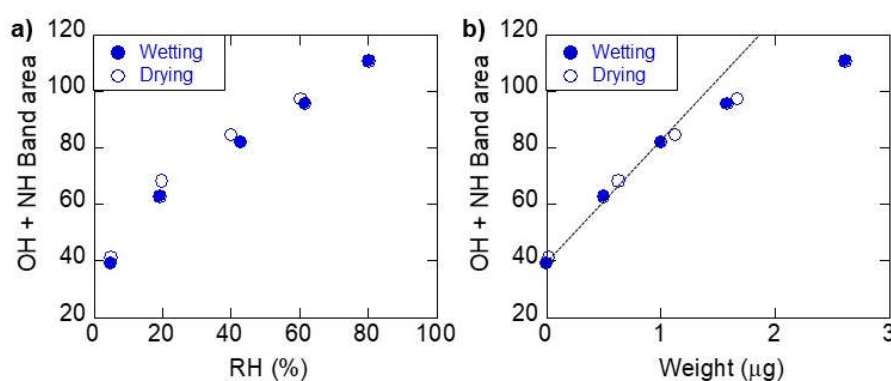 a)
120
100
80
60
40
20
OH + NH Band area
Wetting
Drying
0 20 40 60 80 100
RH (%)
b)
120
100
80
60
40
20
OH + NH Band area
Wetting
Drying
0 1 2 3
Weight (μg)